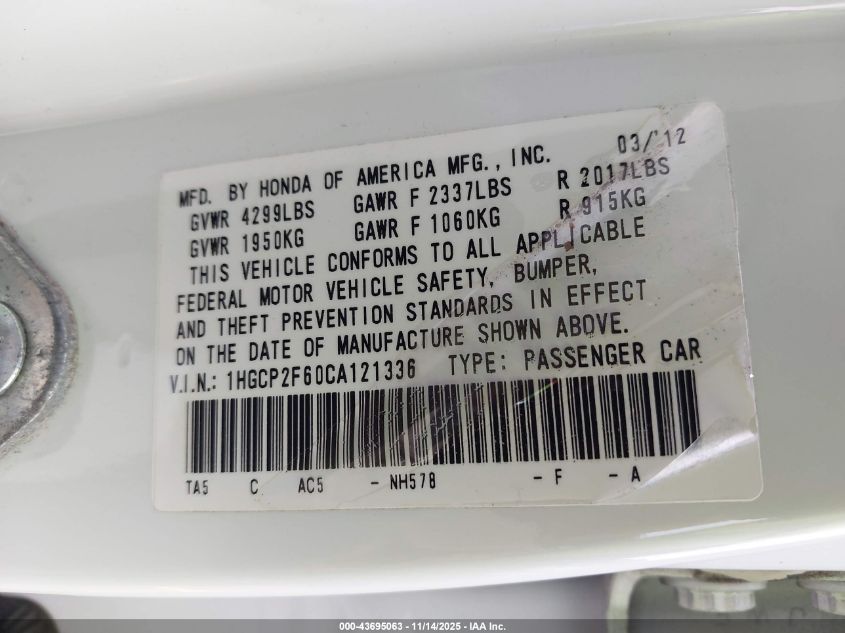 03/'12
MFD. BY HONDA OF AMERICA MFG., INC.
GVWR 4299LBS GAWR F 2337LBS R 2017LBS
GVWR 1950KG GAWR F 1060KG R 915KG
THIS VEHICLE CONFORMS TO ALL APPLICABLE
FEDERAL MOTOR VEHICLE SAFETY, BUMPER,
AND THEFT PREVENTION STANDARDS IN EFFECT
ON THE DATE OF MANUFACTURE SHOWN ABOVE.
V.I.N.: 1HGCP2F60CA121336 TYPE: PASSENGER CAR
TA5 C AC5 - NH578 - F - A
000-43695063 - 11/14/2025 - IAA Inc.